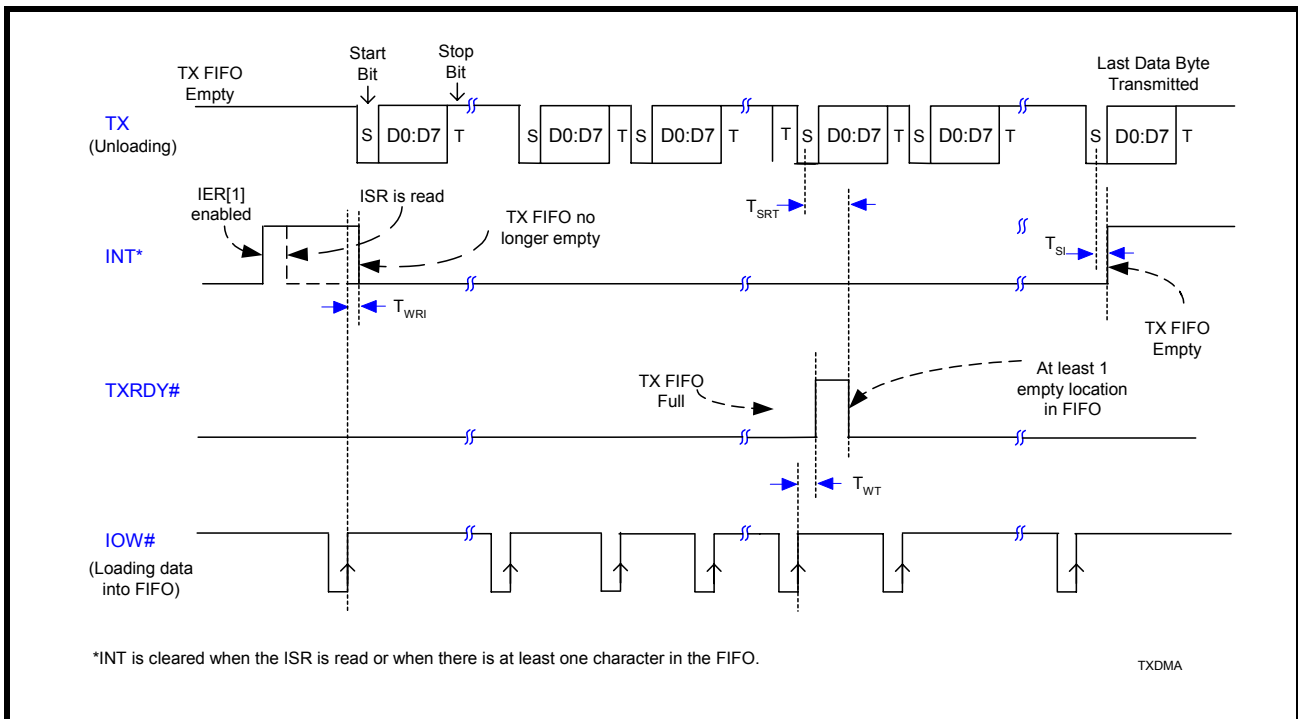 Start
Bit
Stop
Bit
TX FIFO
Empty
Last Data Byte
Transmitted
TX
(Unloading)
S D0:D7 T S D0:D7 T S D0:D7 T T S D0:D7 T S D0:D7 T S D0:D7 T
IER[1]
enabled
ISR is read
TX FIFO no
longer empty
TSRT
TSI
INT*
TWRI
TX FIFO
Empty
TXRDY#
TX FIFO
Full
At least 1
empty location
in FIFO
TWT
IOW#
(Loading data
into FIFO)
*INT is cleared when the ISR is read or when there is at least one character in the FIFO.
TXDMA